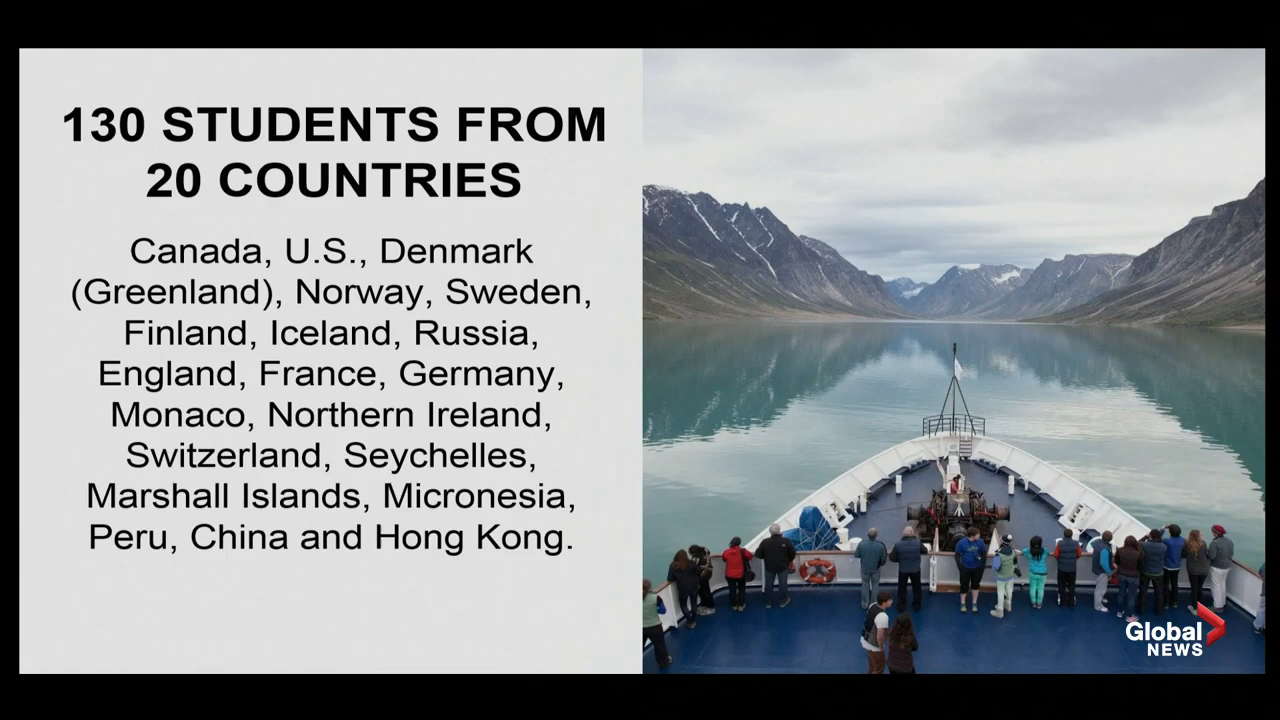 130 STUDENTS FROM
20 COUNTRIES
Canada, U.S., Denmark
(Greenland), Norway, Sweden,
Finland, Iceland, Russia,
England, France, Germany,
Monaco, Northern Ireland,
Switzerland, Seychelles,
Marshall Islands, Micronesia,
Peru, China and Hong Kong.
Global
NEWS